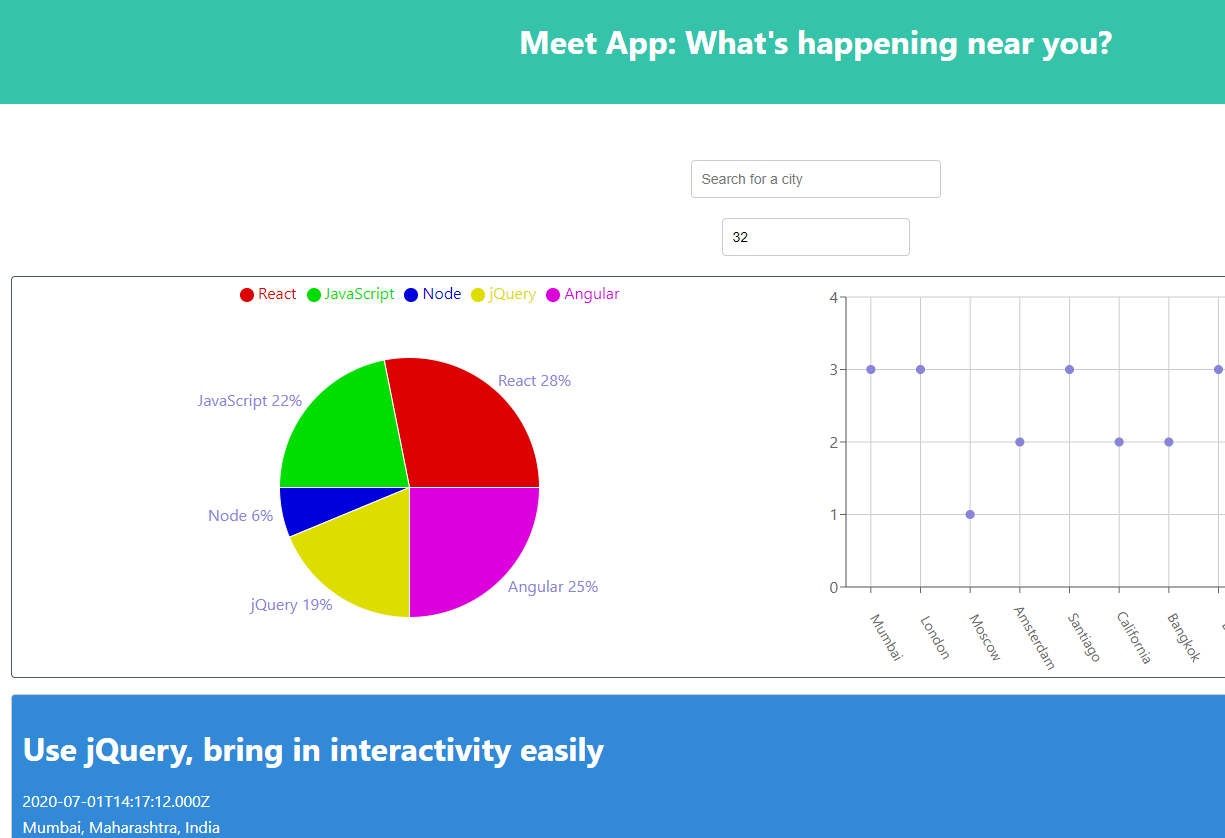 Meet App: What's happening near you?
Search for a city
32
React JavaScript Node jQuery Angular
React 28%
JavaScript 22%
Node 6%
jQuery 19%
Angular 25%
4
3
2
1
0
Mumbai
London
Moscow
Amsterdam
Santiago
California
Bangkok
Use jQuery, bring in interactivity easily
2020-07-01T14:17:12.000Z
Mumbai, Maharashtra, India